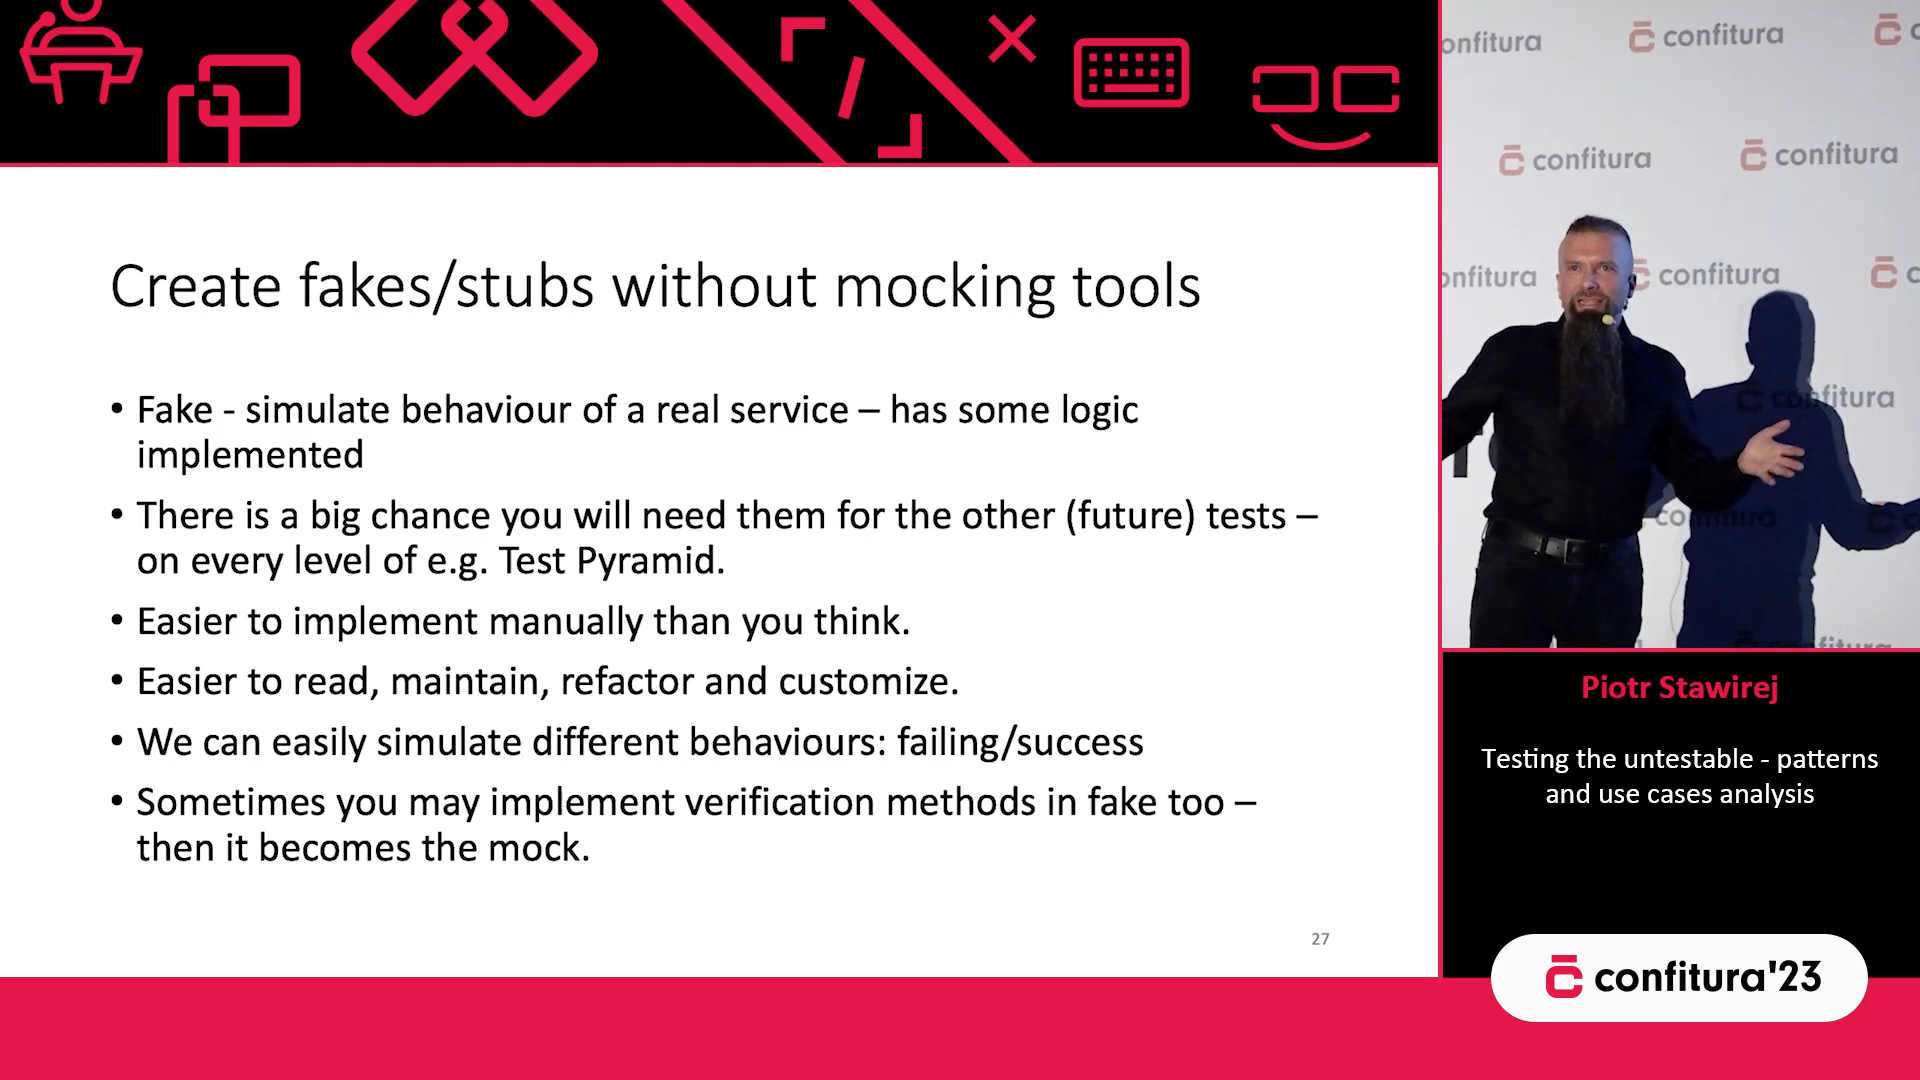 Create fakes/stubs without mocking tools
• Fake - simulate behaviour of a real service – has some logic
implemented
• There is a big chance you will need them for the other (future) tests –
on every level of e.g. Test Pyramid.
• Easier to implement manually than you think.
• Easier to read, maintain, refactor and customize.
• We can easily simulate different behaviours: failing/success
• Sometimes you may implement verification methods in fake too –
then it becomes the mock.
27
onfitura
confitura
confitura
confitura
onfitura
confitura
confitura
Piotr Stawirej
Testing the untestable - patterns
and use cases analysis
confitura'23